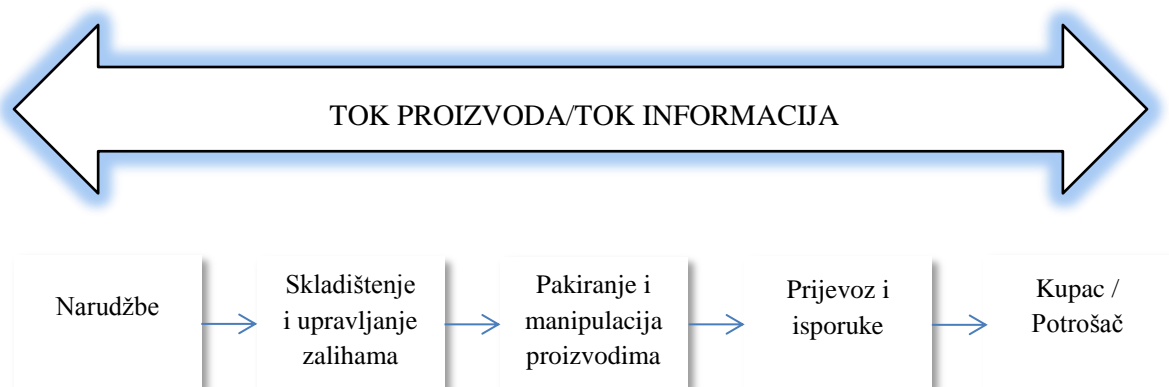 TOK PROIZVODA/TOK INFORMACIJA
Narudžbe
Skladištenje
i upravljanje
zalihama
Pakiranje i
manipulacija
proizvodima
Prijevoz i
isporuke
Kupac /
Potrošač